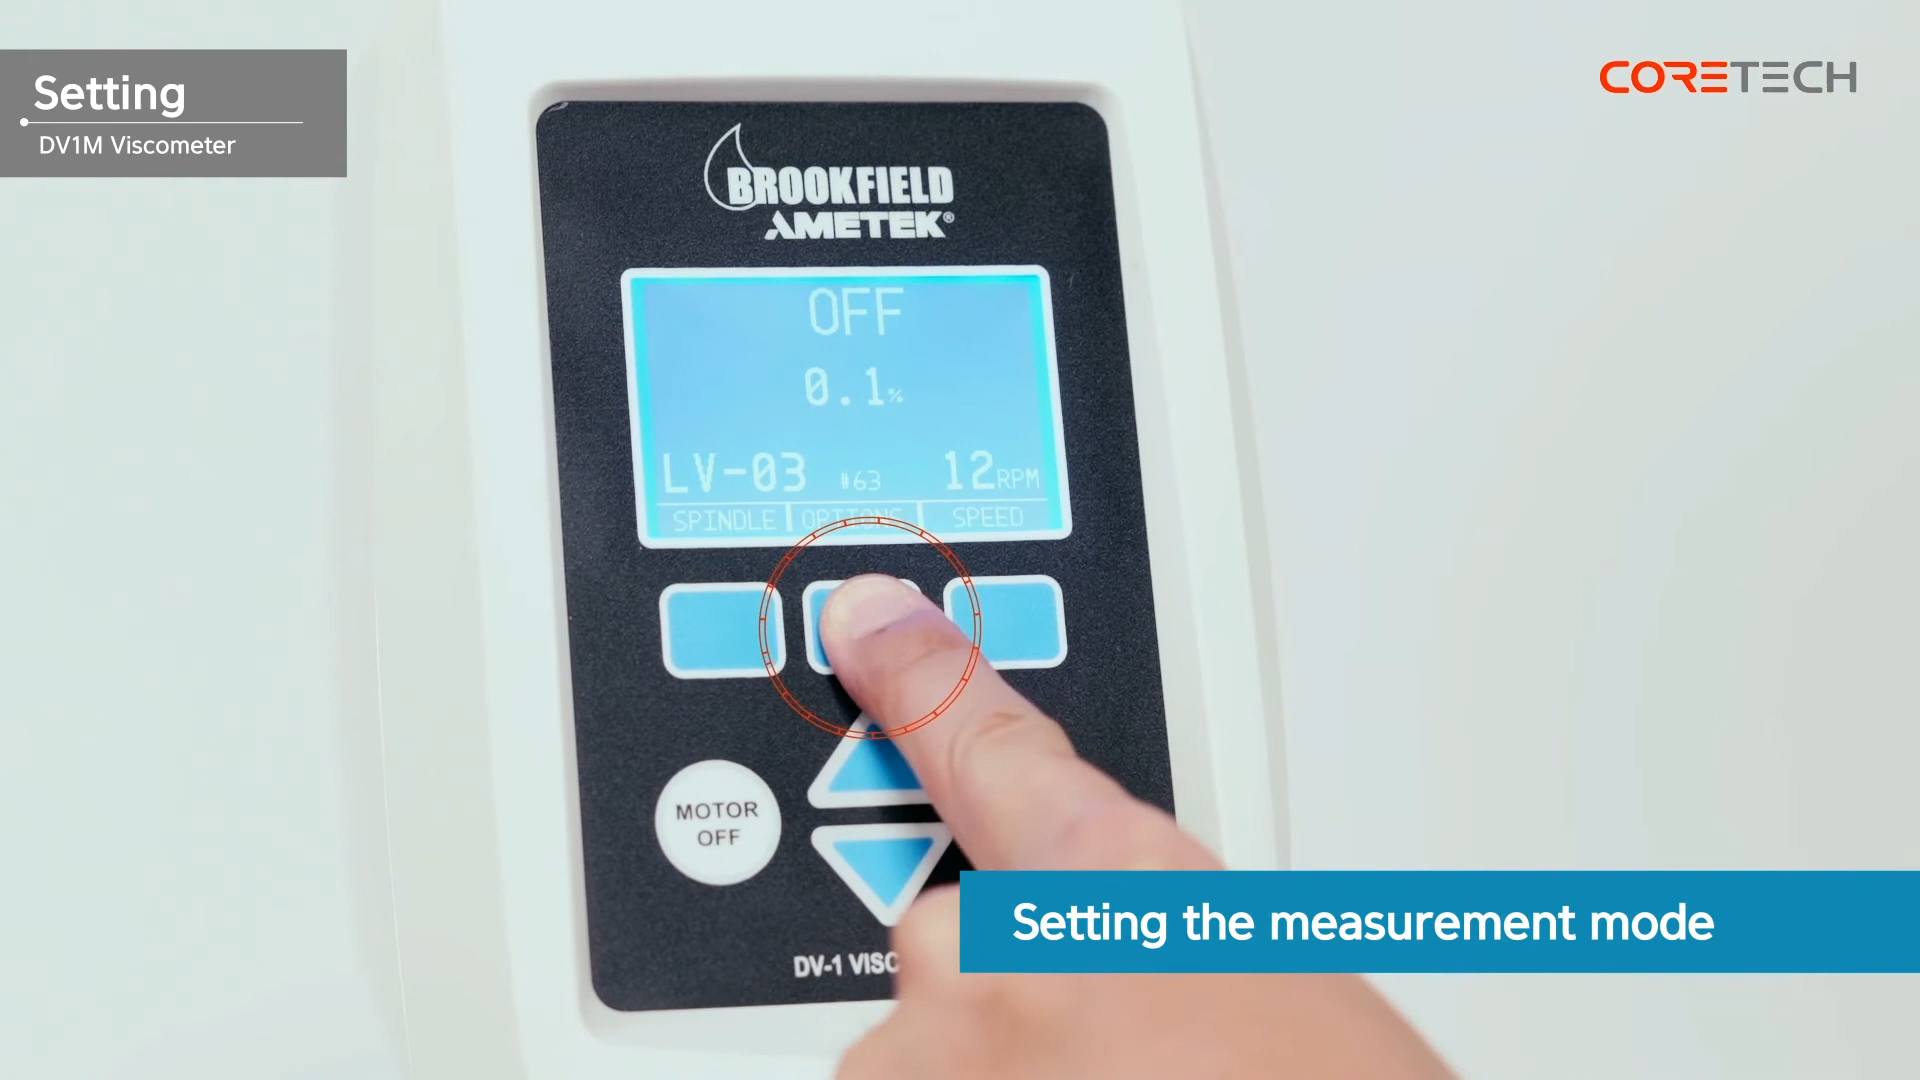 Setting
DV1M Viscometer
CORETECH
BROOKFIELD
AMETEK®
OFF
0.1%
LV-03 #63 12RPM
SPINDLE OPTIONS SPEED
MOTOR
OFF
DV-1
Setting the measurement mode